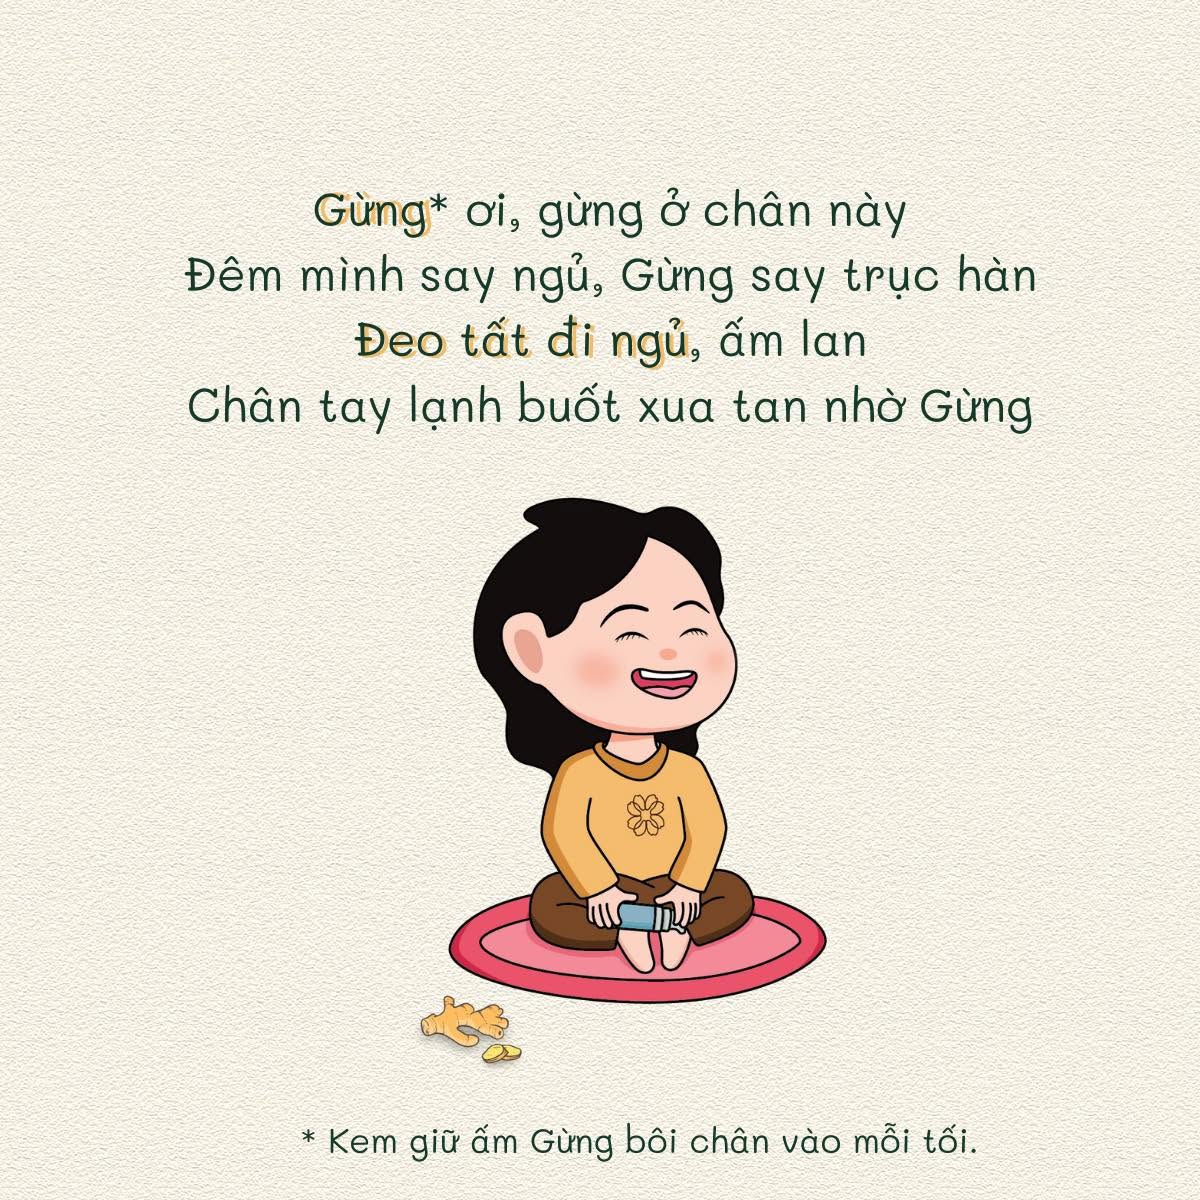 Gừng* ơi, gừng ở chân này
Đêm mình say ngủ, Gừng say trục hàn
Đeo tất đi ngủ, ấm lan
Chân tay lạnh buốt xua tan nhờ Gừng
* Kem giữ ấm Gừng bôi chân vào mỗi tối.